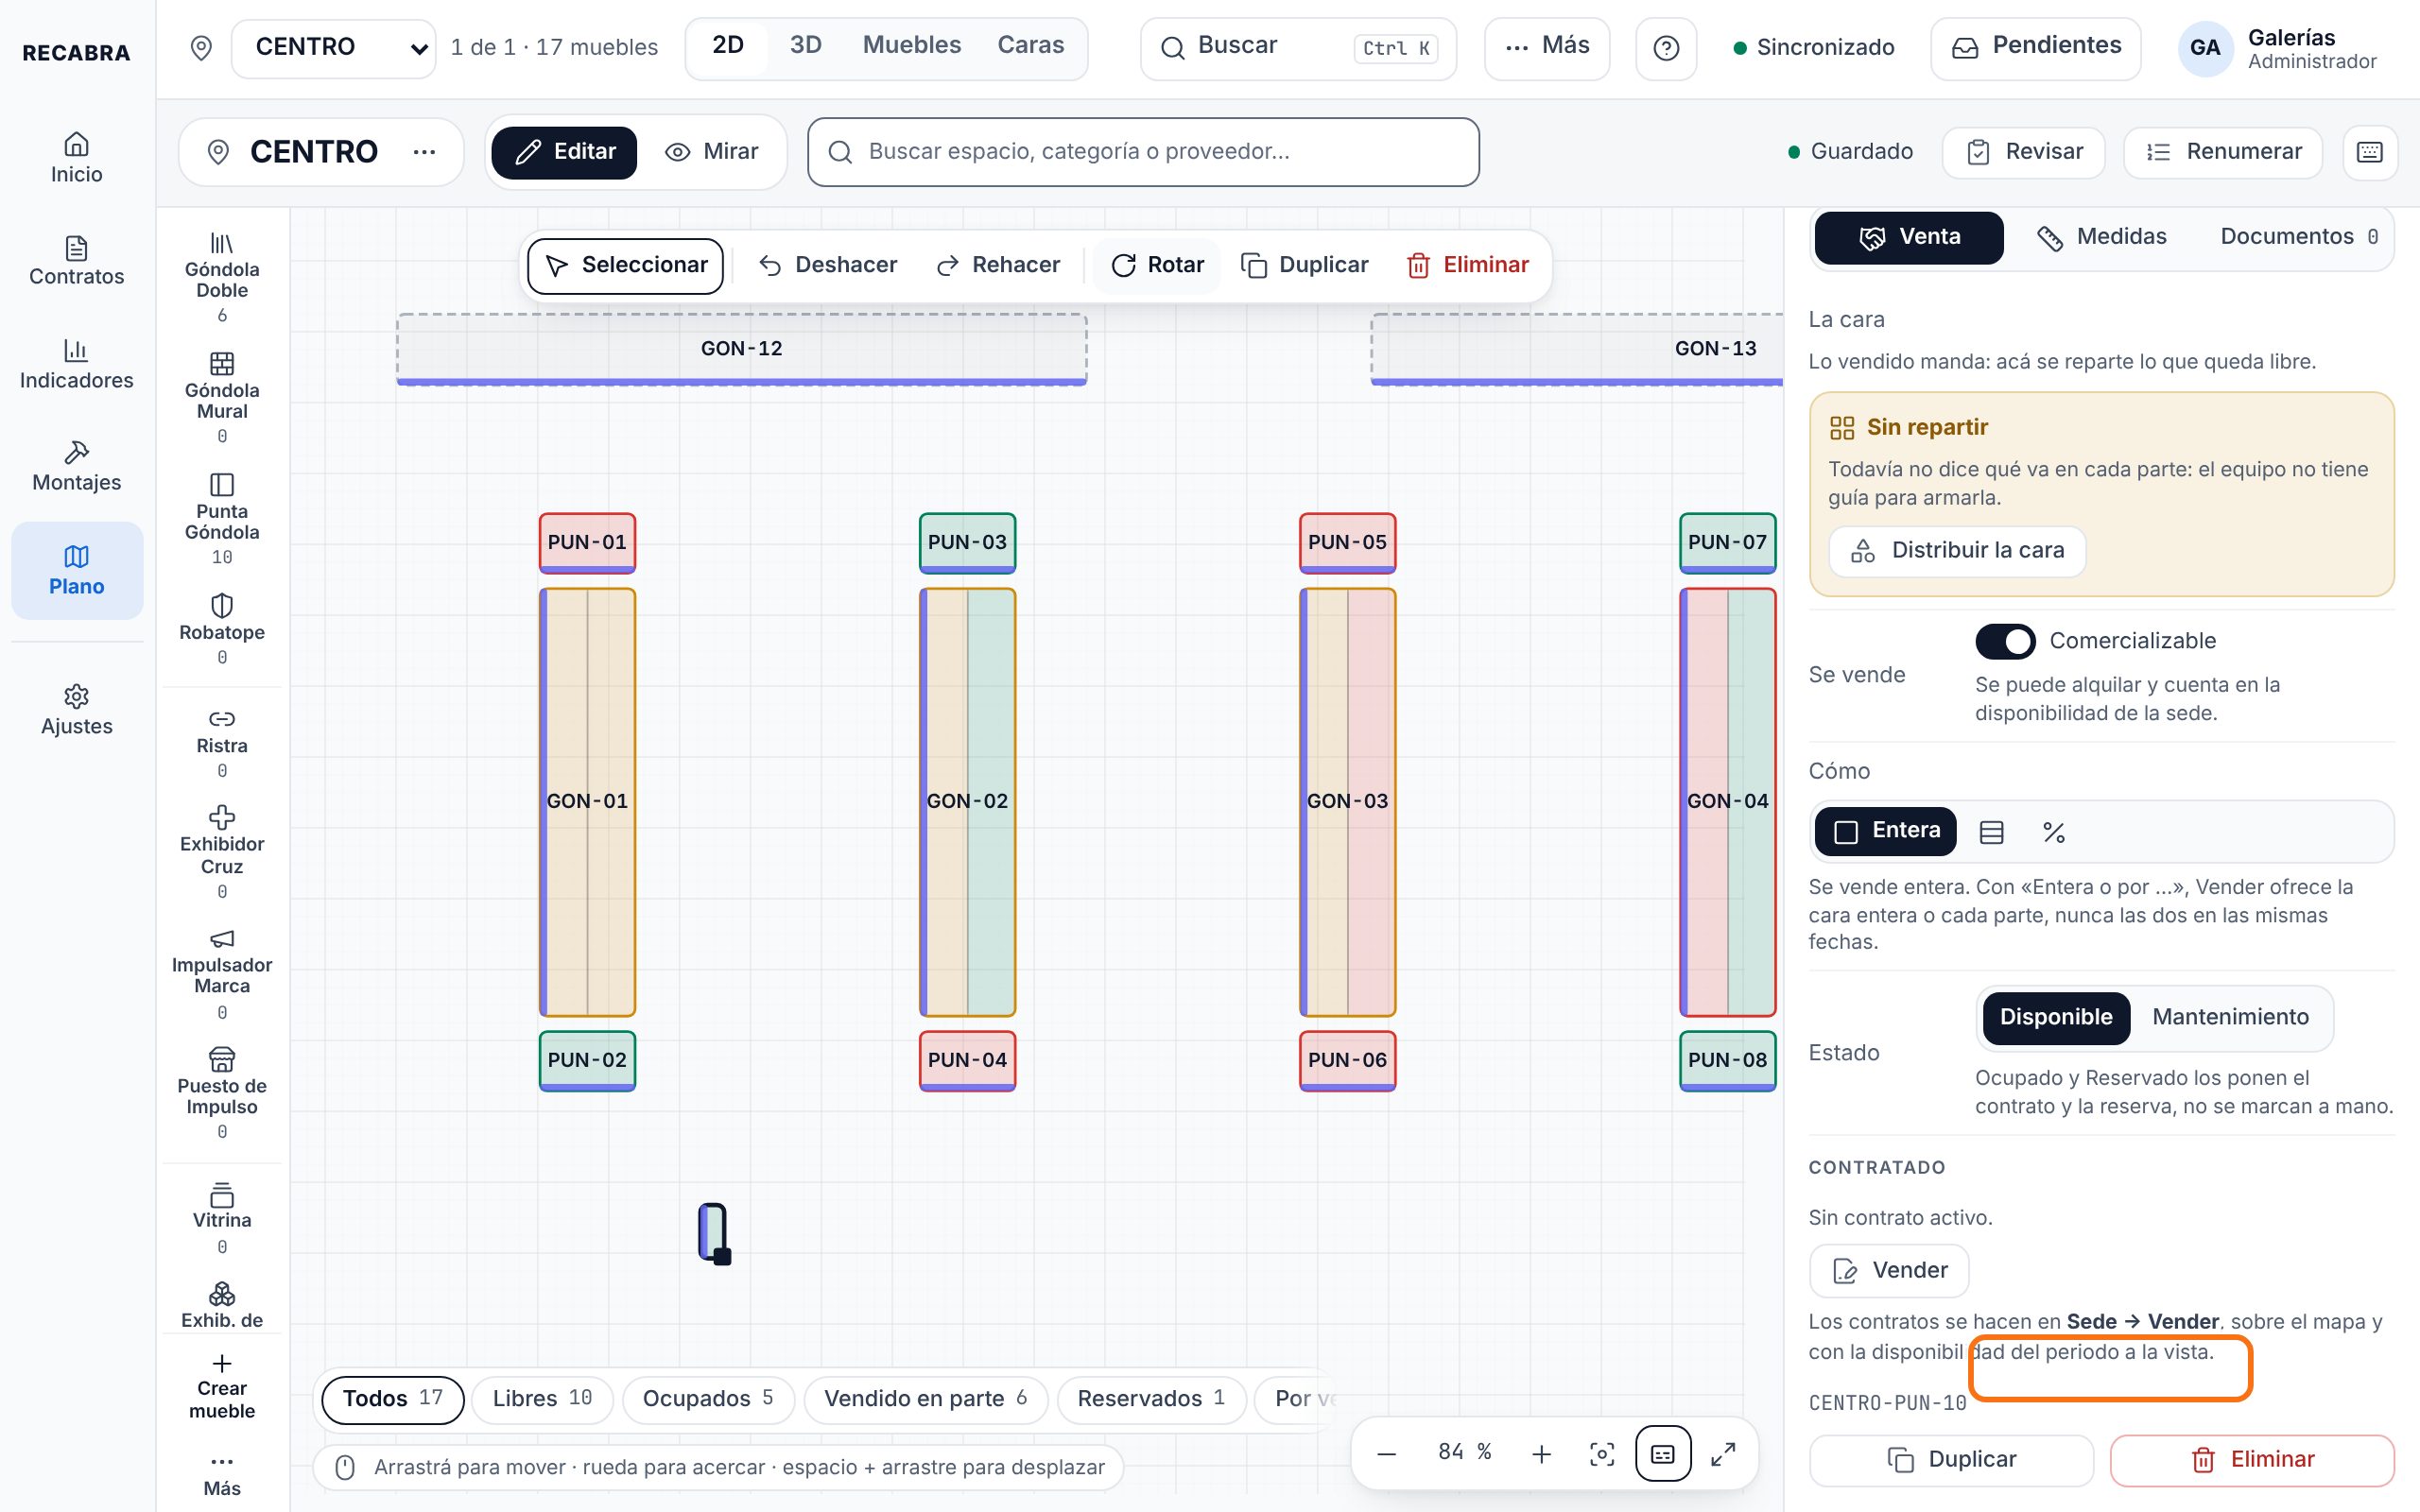 RECABRA
CENTRO
1 de 1 · 17 muebles
2D
3D
Muebles
Caras
Buscar
Ctrl K
Más
Sincronizado
Pendientes
GA
Galerías
Administrador
Inicio
Contratos
Indicadores
Montajes
Plano
Ajustes
CENTRO
Editar
Mirar
Buscar espacio, categoría o proveedor...
Guardado
Revisar
Renumerar
Góndola
Doble
6
Góndola
Mural
0
Punta
Góndola
10
Robatope
0
Ristra
0
Exhibidor
Cruz
0
Impulsador
Marca
0
Puesto de
Impulso
0
Vitrina
0
Exhib. de
Crear
mueble
Más
Seleccionar
Deshacer
Rehacer
Rotar
Duplicar
Eliminar
GON-12
GON-13
PUN-01
PUN-03
PUN-05
PUN-07
GON-01
GON-02
GON-03
GON-04
PUN-02
PUN-04
PUN-06
PUN-08
Todos 17
Libres 10
Ocupados 5
Vendido en parte 6
Reservados 1
Por
Arrastrá para mover · rueda para acercar · espacio + arrastre para desplazar
84 %
Venta
Medidas
Documentos 0
La cara
Lo vendido manda: acá se reparte lo que queda libre.
Sin repartir
Todavía no dice qué va en cada parte: el equipo no tiene
guía para armarla.
Distribuir la cara
Se vende
Comercializable
Se puede alquilar y cuenta en la
disponibilidad de la sede.
Cómo
Entera
%
Se vende entera. Con «Entera o por ...», Vender ofrece la
cara entera o cada parte, nunca las dos en las mismas
fechas.
Estado
Disponible
Mantenimiento
Ocupado y Reservado los ponen el
contrato y la reserva, no se marcan a mano.
CONTRATADO
Sin contrato activo.
Vender
Los contratos se hacen en Sede → Vender, sobre el mapa y
con la disponibilidad del periodo a la vista.
CENTRO-PUN-10
Duplicar
Eliminar